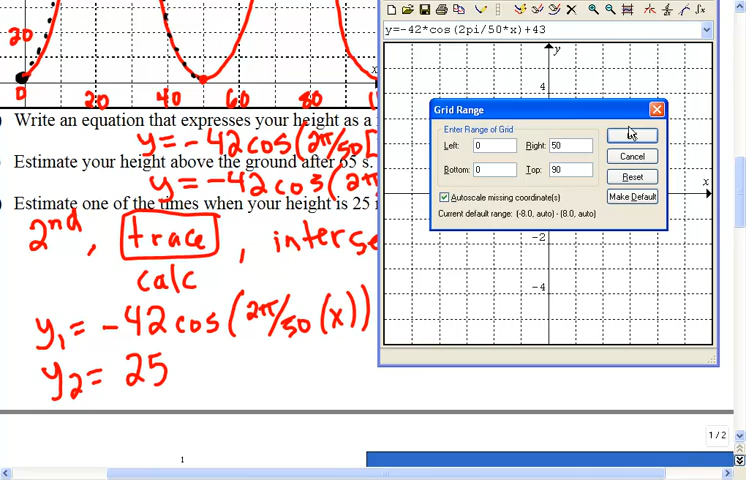 20
0
20
40
60
80
x
Write an equation that expresses your height as a
y = -42cos(2π/50[
Estimate your height above the ground after 65 s.
y = -42cos(2π
Estimate one of the times when your height is 25
2nd, trace, interse
calc
y1 = -42cos(2π/50(x))
y2 = 25
1
1 / 2
y=-42*cos(2pi/50*x)+43
y
4
x
-2
-4
Grid Range
Enter Range of Grid
Left: 0 Right: 50
Bottom: 0 Top: 90
Autoscale missing coordinate(s)
Current default range: (-8.0, auto) - (8.0, auto)
Cancel
Reset
Make Default